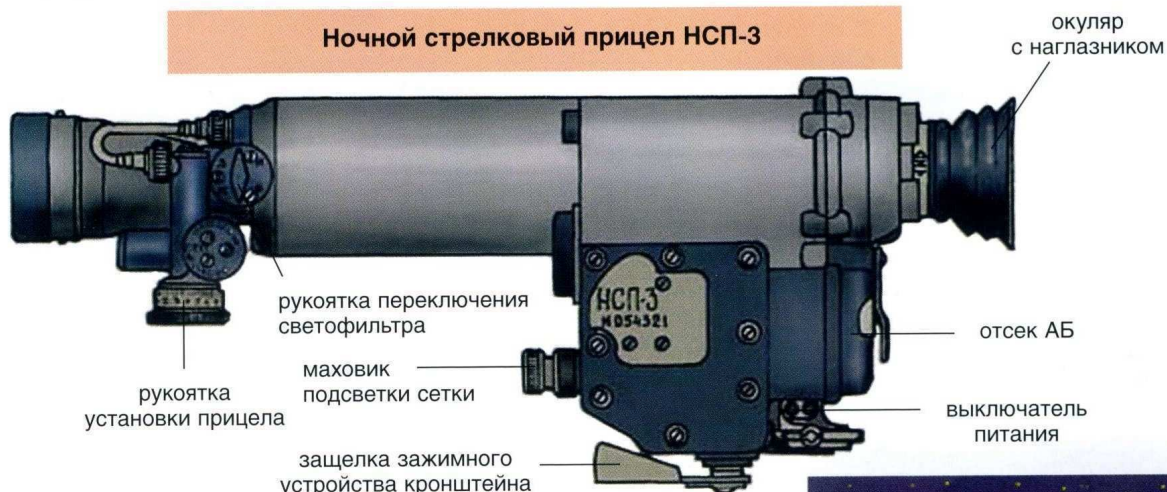 Ночной стрелковый прицел НСП-3
окуляр
с наглазником
рукоятка переключения
светофильтра
НСП-3
МД54321
отсек АБ
маховик
подсветки сетки
рукоятка
установки прицела
выключатель
питания
защелка зажимного
устройства кронштейна